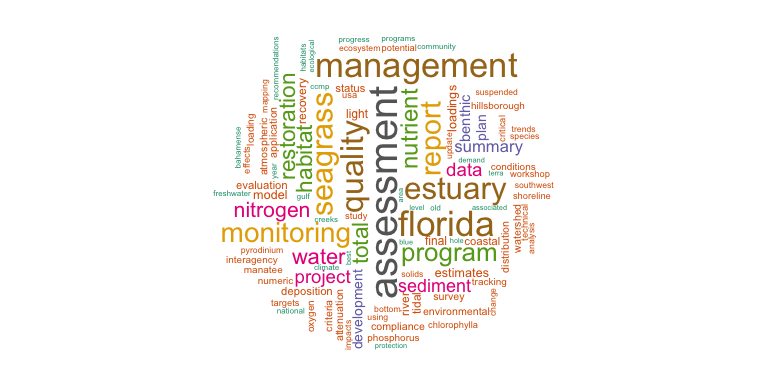 progress
programs
ecosystem
potential
community
recommendations
habitats
ecological
management
ccmp
status
usa
suspended
mapping
restoration
recovery
light
nutrient
loadings
benthic
hillsborough
atmospheric
application
loading
effects
bahamense
habitat
seagrass
quality
assessment
report
update
plan
critical
trends
species
summary
year
demand
data
conditions
terra
workshop
evaluation
model
freshwater
gulf
area
estuary
southwest
shoreline
nitrogen
creeks
study
level
old
associated
florida
monitoring
total
blue
final
hole
coastal
watershed
technical
analysis
distribution
program
pyrodinium
interagency
manatee
water
climate
best
numeric
project
solids
estimates
tracking
sediment
deposition
development
targets
national
oxygen
criteria
attenuation
impacts
bottom
using
river
tidal
survey
environmental
change
compliance
chlorophylla
phosphorus
protection